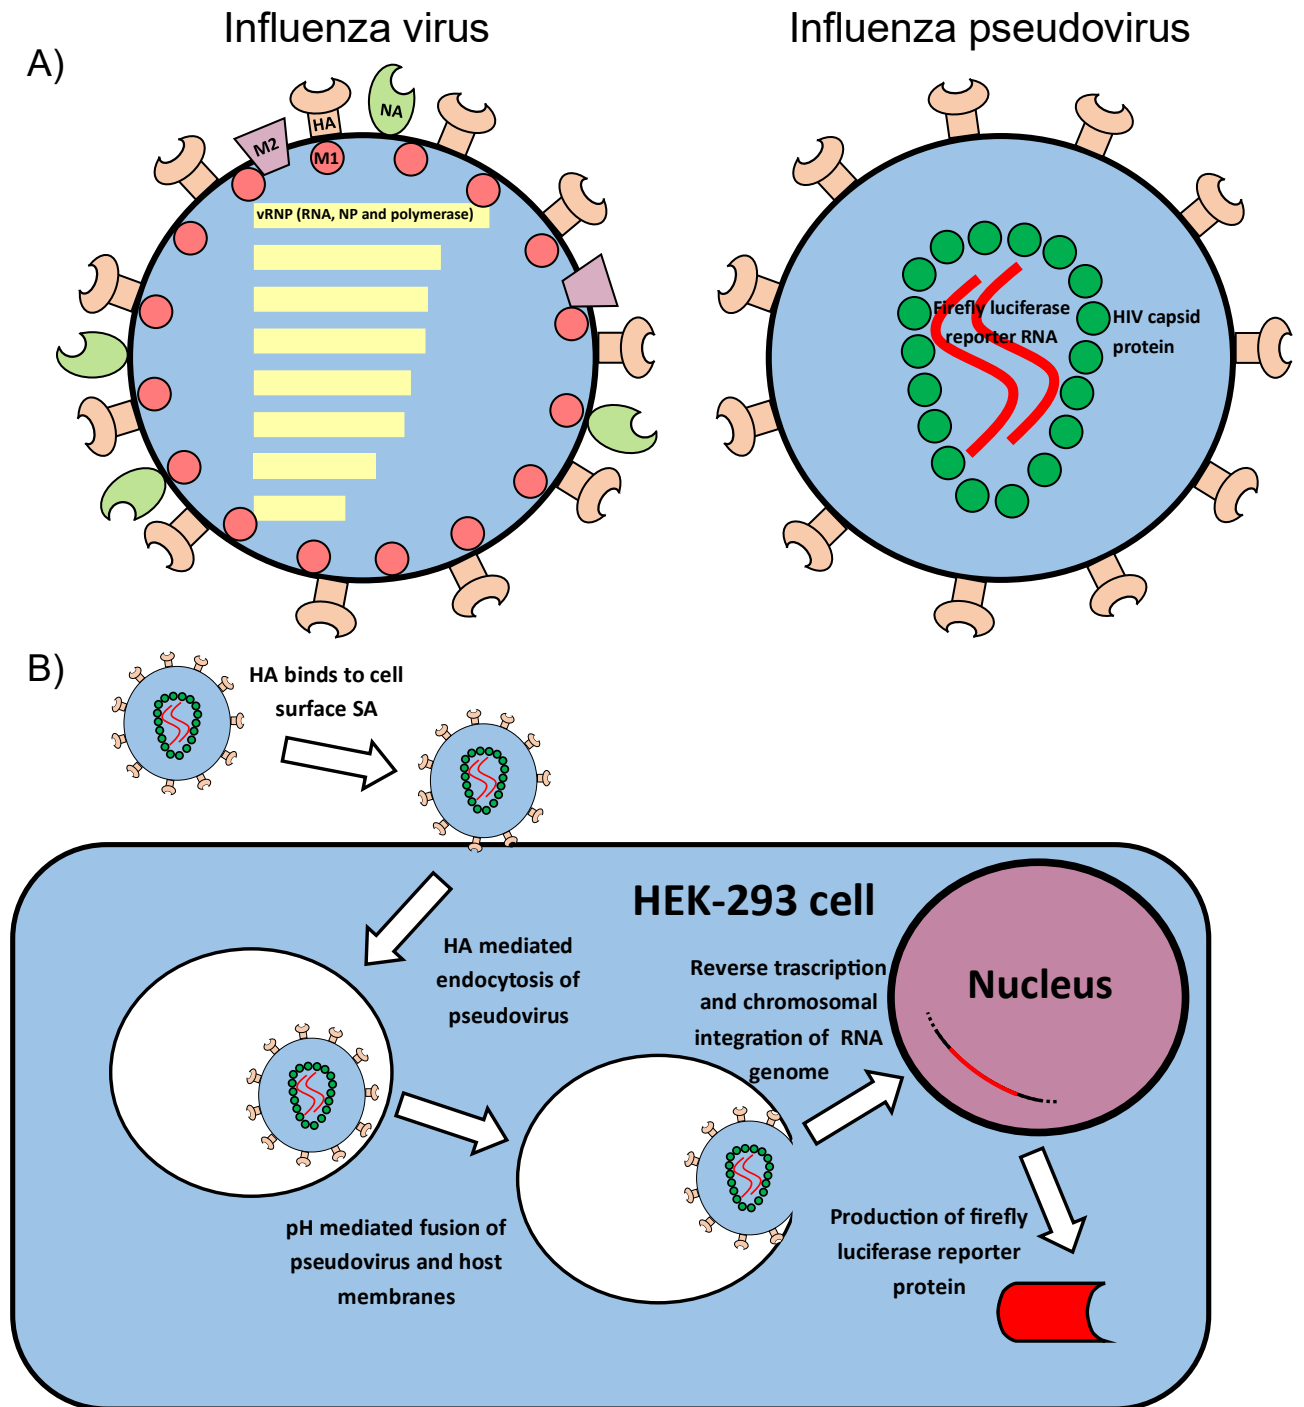 Influenza virus
Influenza pseudovirus
A)
HA
NA
M2
M1
vRNP (RNA, NP and polymerase)
Firefly luciferase
reporter RNA
HIV capsid
protein
B)
HA binds to cell
surface SA
HEK-293 cell
HA mediated
endocytosis of
pseudovirus
Reverse trascription
and chromosomal
integration of RNA
genome
Nucleus
pH mediated fusion of
pseudovirus and host
membranes
Production of firefly
luciferase reporter
protein